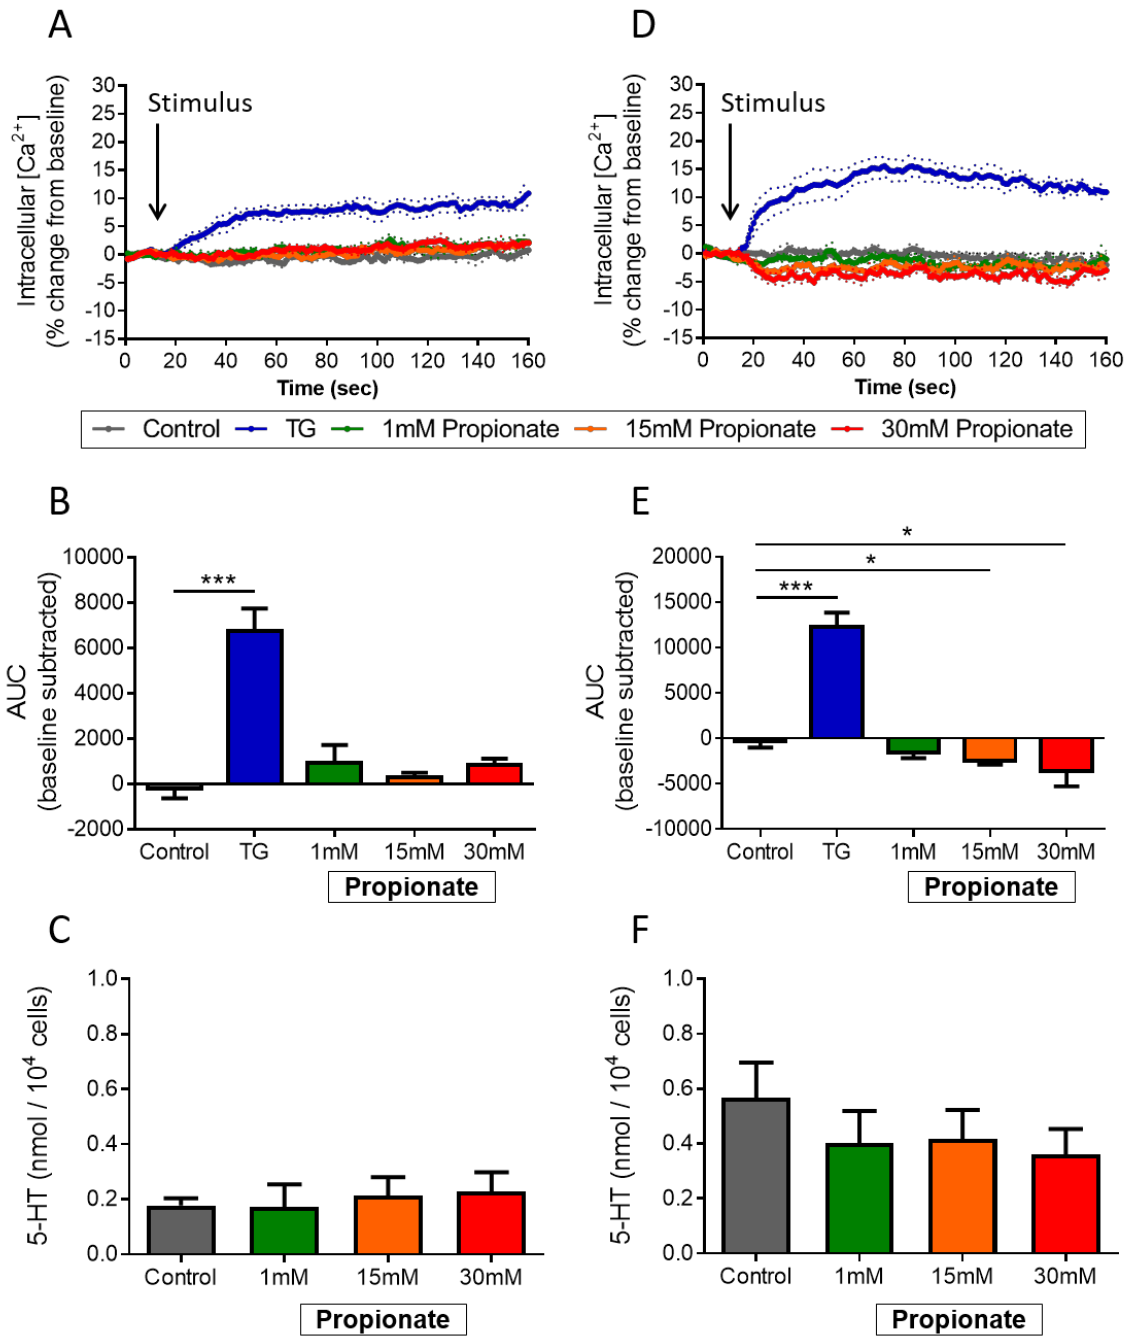 A
Intracellular [Ca2+]
(% change from baseline)
30
25
20
15
10
5
0
-5
-10
-15
Stimulus
0 20 40 60 80 100 120 140 160
Time (sec)
D
Intracellular [Ca2+]
(% change from baseline)
30
25
20
15
10
5
0
-5
-10
-15
Stimulus
0 20 40 60 80 100 120 140 160
Time (sec)
Control TG 1mM Propionate 15mM Propionate 30mM Propionate
B
AUC
(baseline subtracted)
10000
8000
6000
4000
2000
0
-2000
***
Control TG 1mM 15mM 30mM
Propionate
E
AUC
(baseline subtracted)
20000
15000
10000
5000
0
-5000
-10000
*
*
***
Control TG 1mM 15mM 30mM
Propionate
C
5-HT (nmol / 10^4 cells)
1.0
0.8
0.6
0.4
0.2
0.0
Control 1mM 15mM 30mM
Propionate
F
5-HT (nmol / 10^4 cells)
1.0
0.8
0.6
0.4
0.2
0.0
Control 1mM 15mM 30mM
Propionate